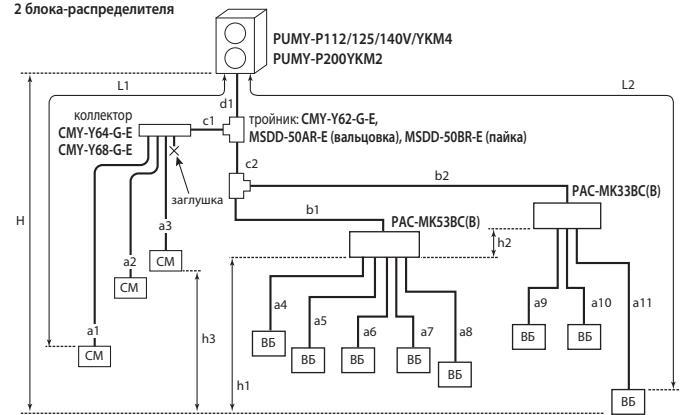 2 блока-распределителя
PUMY-P112/125/140V/YKM4
PUMY-P200YKM2
L1
L2
d1
коллектор
CMY-Y64-G-E
CMY-Y68-G-E
c1
тройник: CMY-Y62-G-E,
MSDD-50AR-E (вальцовка), MSDD-50BR-E (пайка)
заглушка
c2
b2
PAC-MK33BC(B)
b1
PAC-MK53BC(B)
H
h2
a3
a2
a1
СМ
СМ
СМ
h3
h1
a4
a5
a6
a7
a8
a9
a10
a11
ВБ
ВБ
ВБ
ВБ
ВБ
ВБ
ВБ
ВБ